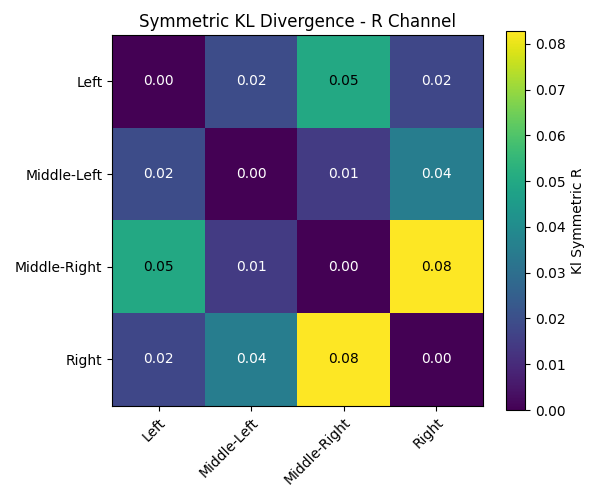 Symmetric KL Divergence - R Channel
Left 0.00 0.02 0.05 0.02
Middle-Left 0.02 0.00 0.01 0.04
Middle-Right 0.05 0.01 0.00 0.08
Right 0.02 0.04 0.08 0.00
Left Middle-Left Middle-Right Right
0.08
0.07
0.06
0.05
0.04
0.03
0.02
0.01
0.00
Kl Symmetric R